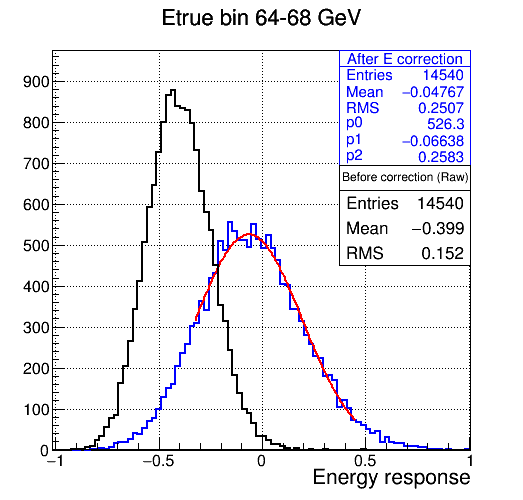 Etrue bin 64-68 GeV
After E correction
Entries 14540
Mean −0.04767
RMS 0.2507
p0 526.3
p1 −0.06638
p2 0.2583
Before correction (Raw)
Entries 14540
Mean −0.399
RMS 0.152
900
800
700
600
500
400
300
200
100
0
−1 −0.5 0 0.5 1
Energy response